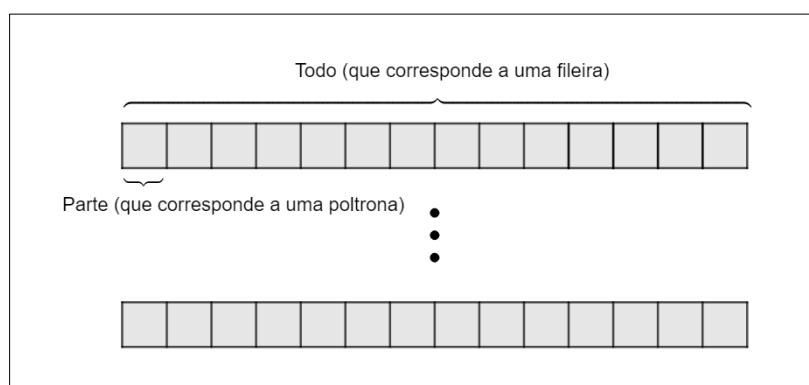 Todo (que corresponde a uma fileira)
Parte (que corresponde a uma poltrona)